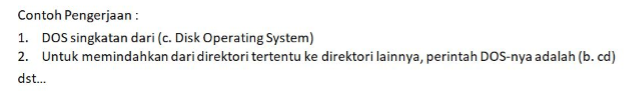 Contoh Pengerjaan :
1. DOS singkatan dari (c. Disk Operating System)
2. Untuk memindahkan dari direktori tertentu ke direktori lainnya, perintah DOS-nya adalah (b. cd)
dst...